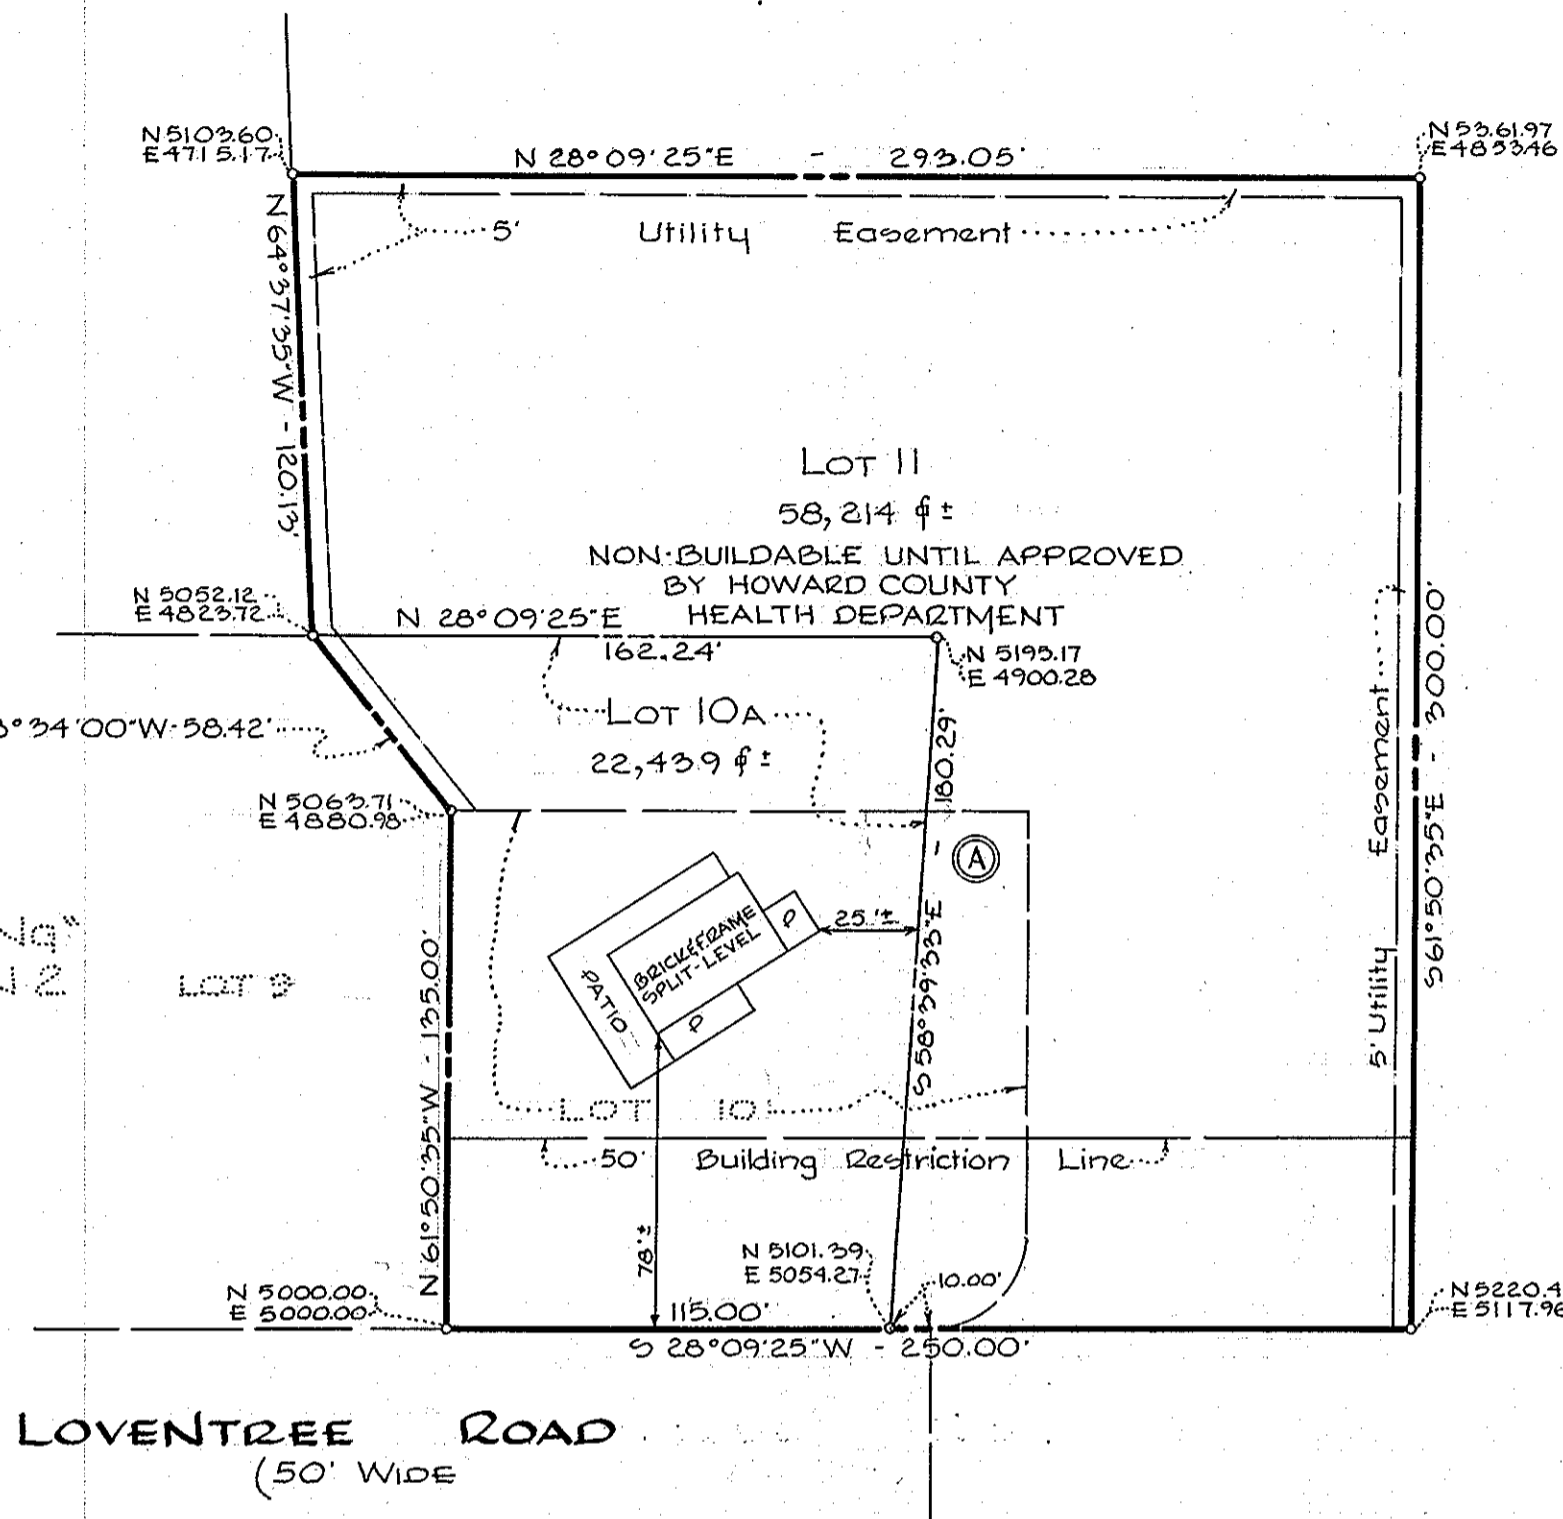 N 5103.60
E 4715.17
N 28°09'25"E - 293.05'
N 5361.97
E 4853.46
5' Utility Easement
N 64°37'35"W - 120.13'
LOT 11
58,214 ±
NON-BUILDABLE UNTIL APPROVED
BY HOWARD COUNTY
HEALTH DEPARTMENT
N 5052.12
E 4823.72
N 28°09'25"E
162.24'
N 5195.17
E 4900.28
LOT 10A
22,439 ±
8°34'00"W-58.42'
180.29'
S 58°39'33"E -
5' Utility Easement
S 61°50'35"E - 300.00'
N 5063.71
E 4880.98
A
25'±
BRICK & FRAME
SPLIT-LEVEL
P
P
PATIO
N 61°50'35"W - 135.00'
LOT 9
LOT 10
50' Building Restriction Line
78'±
N 5101.39
E 5054.27
10.00'
N 5000.00
E 5000.00
115.00'
S 28°09'25"W - 250.00'
N 5220.4
E 5117.96
LOVENTREE ROAD
(50' WIDE